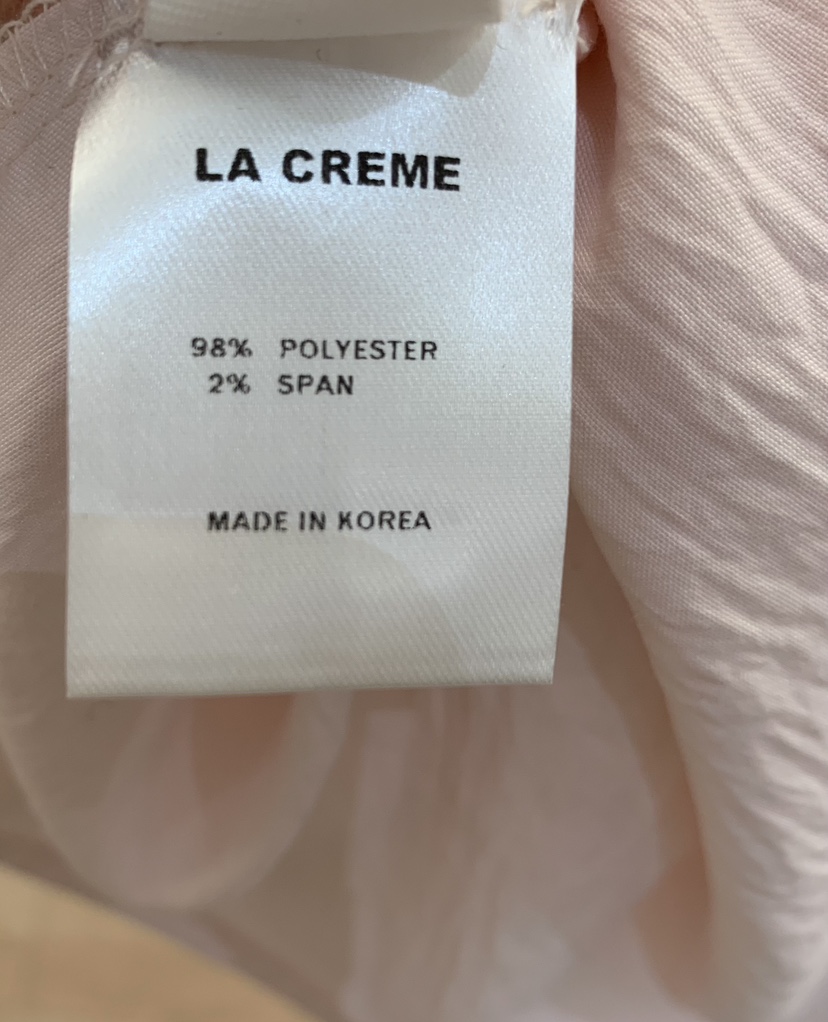 LA CREME
98% POLYESTER
2% SPAN
MADE IN KOREA